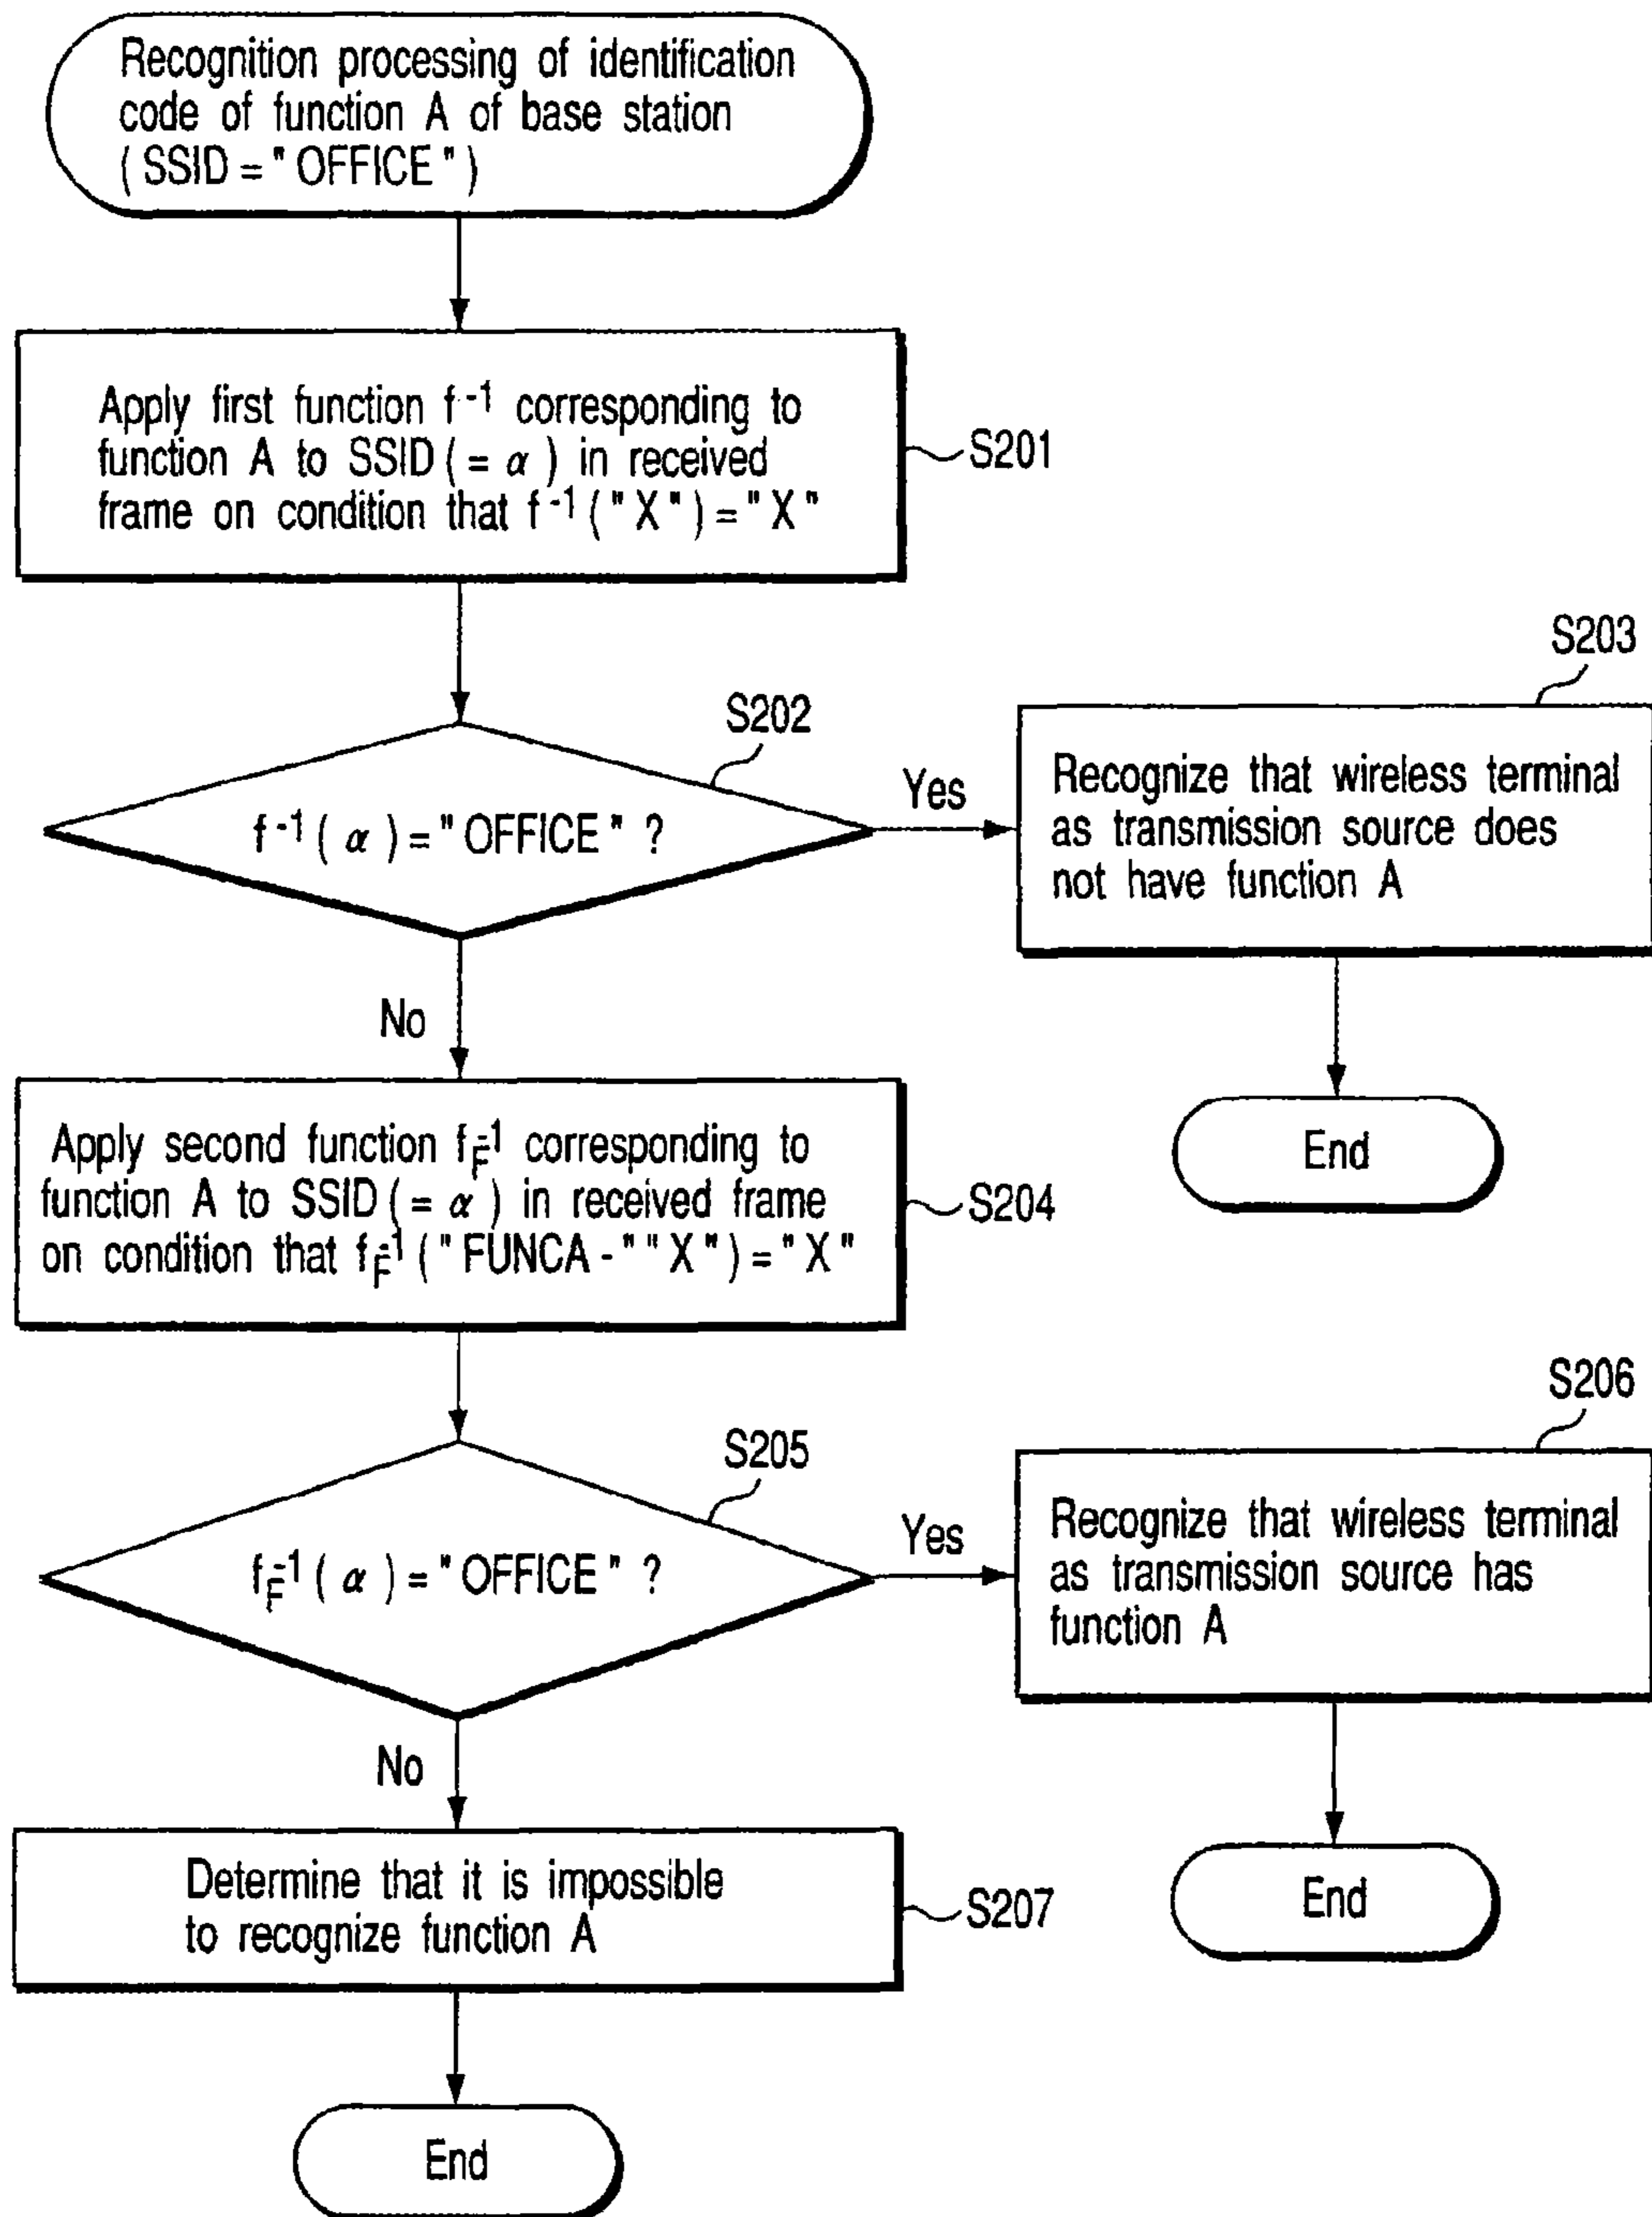 Recognition processing of identification
code of function A of base station
( SSID = " OFFICE " )
Apply first function f⁻¹ corresponding to
function A to SSID ( = α ) in received
frame on condition that f⁻¹ ( " X " ) = " X "
S201
S202
f⁻¹ ( α ) = " OFFICE " ?
Yes
S203
Recognize that wireless terminal
as transmission source does
not have function A
End
No
Apply second function f_F⁻¹ corresponding to
function A to SSID ( = α ) in received frame
on condition that f_F⁻¹ ( " FUNCA - " " X " ) = " X "
S204
S205
f_F⁻¹ ( α ) = " OFFICE " ?
Yes
S206
Recognize that wireless terminal
as transmission source has
function A
End
No
Determine that it is impossible
to recognize function A
S207
End